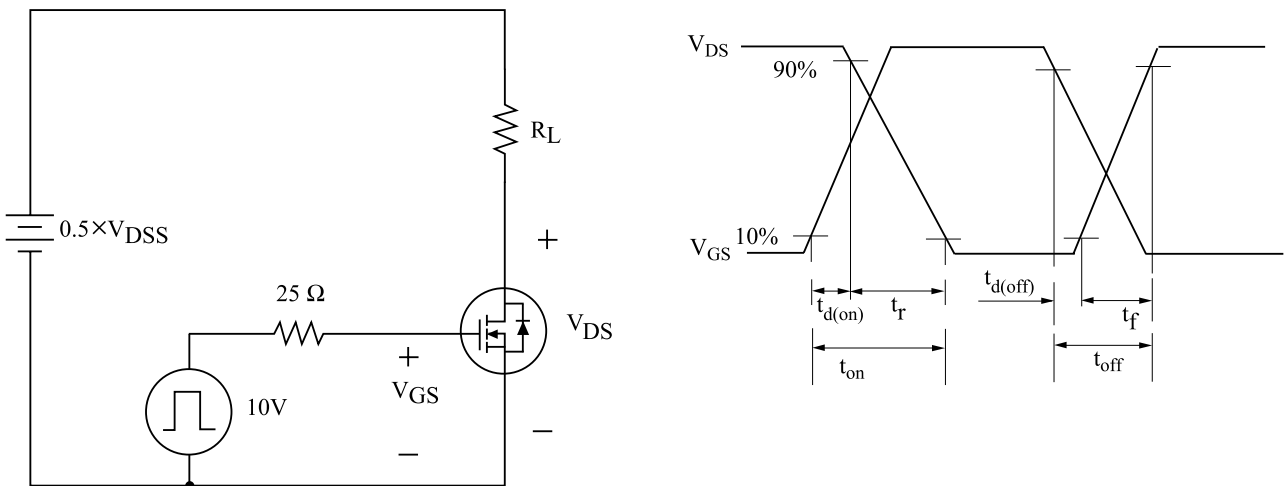 R_L
0.5×V_DSS
+
25 Ω
V_DS
+
V_GS
10V
−
−
V_DS
90%
V_GS 10%
t_d(on) t_r
t_d(off)
t_f
t_on
t_off